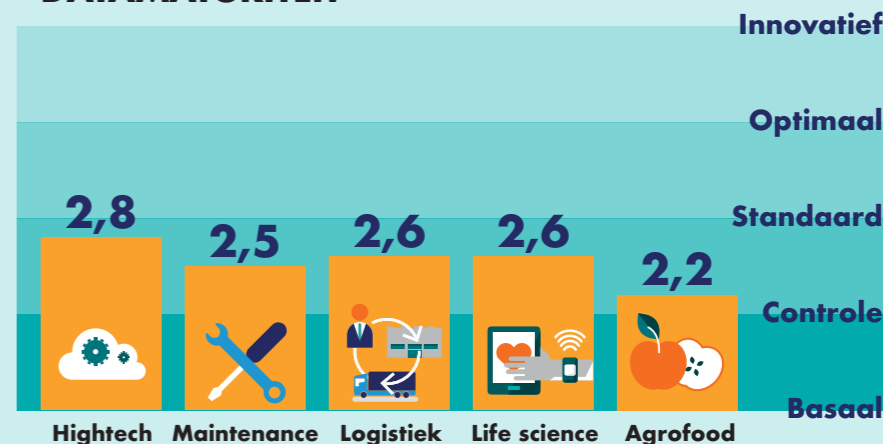 DATAMATURITEIT
Innovatief
Optimaal
Standaard
Controle
Basaal
2,8
2,5
2,6
2,6
2,2
Hightech
Maintenance
Logistiek
Life science
Agrofood